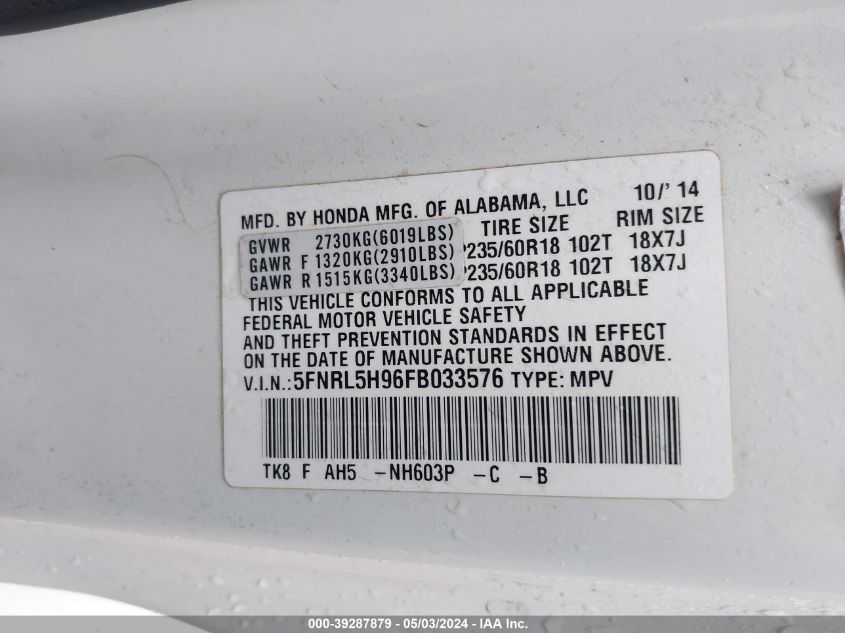 MFD. BY HONDA MFG. OF ALABAMA, LLC 10/' 14
TIRE SIZE RIM SIZE
GVWR 2730KG(6019LBS)
GAWR F 1320KG(2910LBS) P235/60R18 102T 18X7J
GAWR R 1515KG(3340LBS) P235/60R18 102T 18X7J
THIS VEHICLE CONFORMS TO ALL APPLICABLE
FEDERAL MOTOR VEHICLE SAFETY
AND THEFT PREVENTION STANDARDS IN EFFECT
ON THE DATE OF MANUFACTURE SHOWN ABOVE.
V.I.N.:5FNRL5H96FB033576 TYPE: MPV
TK8 F AH5 -NH603P -C -B
000-39287879 - 05/03/2024 - IAA Inc.